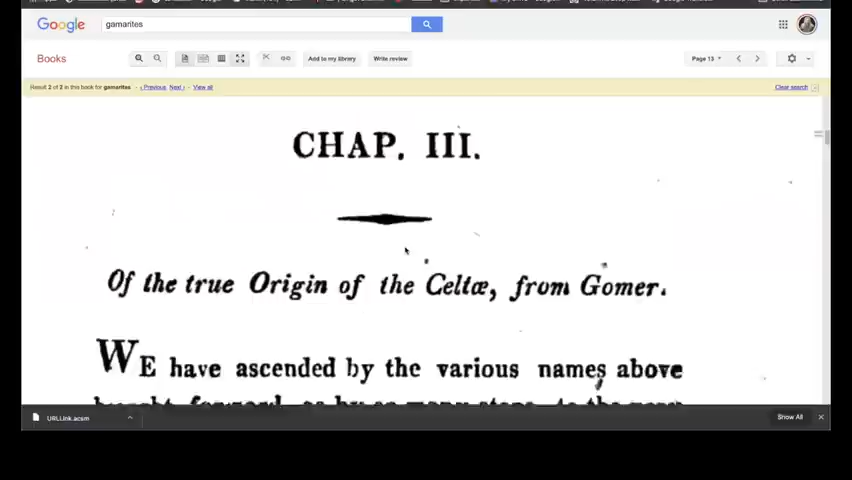 Google
gamarites
Books
Add to my library
Write review
Page 13
Result 2 of 3 in this book for gamarites - ‹ Previous Next › - View all
Clear search
CHAP. III.
Of the true Origin of the Celtæ, from Gomer.
WE have ascended by the various names above
URLLink.acsm
Show All